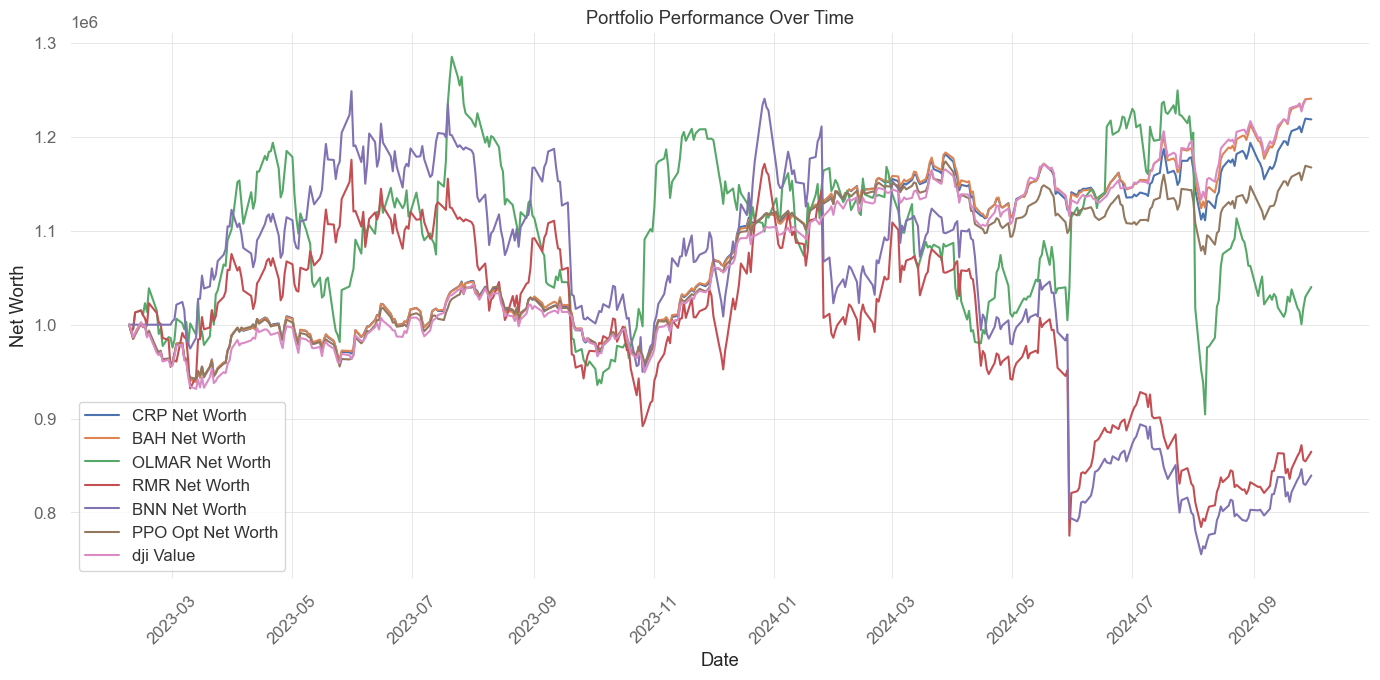 Portfolio Performance Over Time
1e6
1.3
1.2
1.1
1.0
0.9
0.8
Net Worth
CRP Net Worth
BAH Net Worth
OLMAR Net Worth
RMR Net Worth
BNN Net Worth
PPO Opt Net Worth
dji Value
2023-03
2023-05
2023-07
2023-09
2023-11
2024-01
2024-03
2024-05
2024-07
2024-09
Date